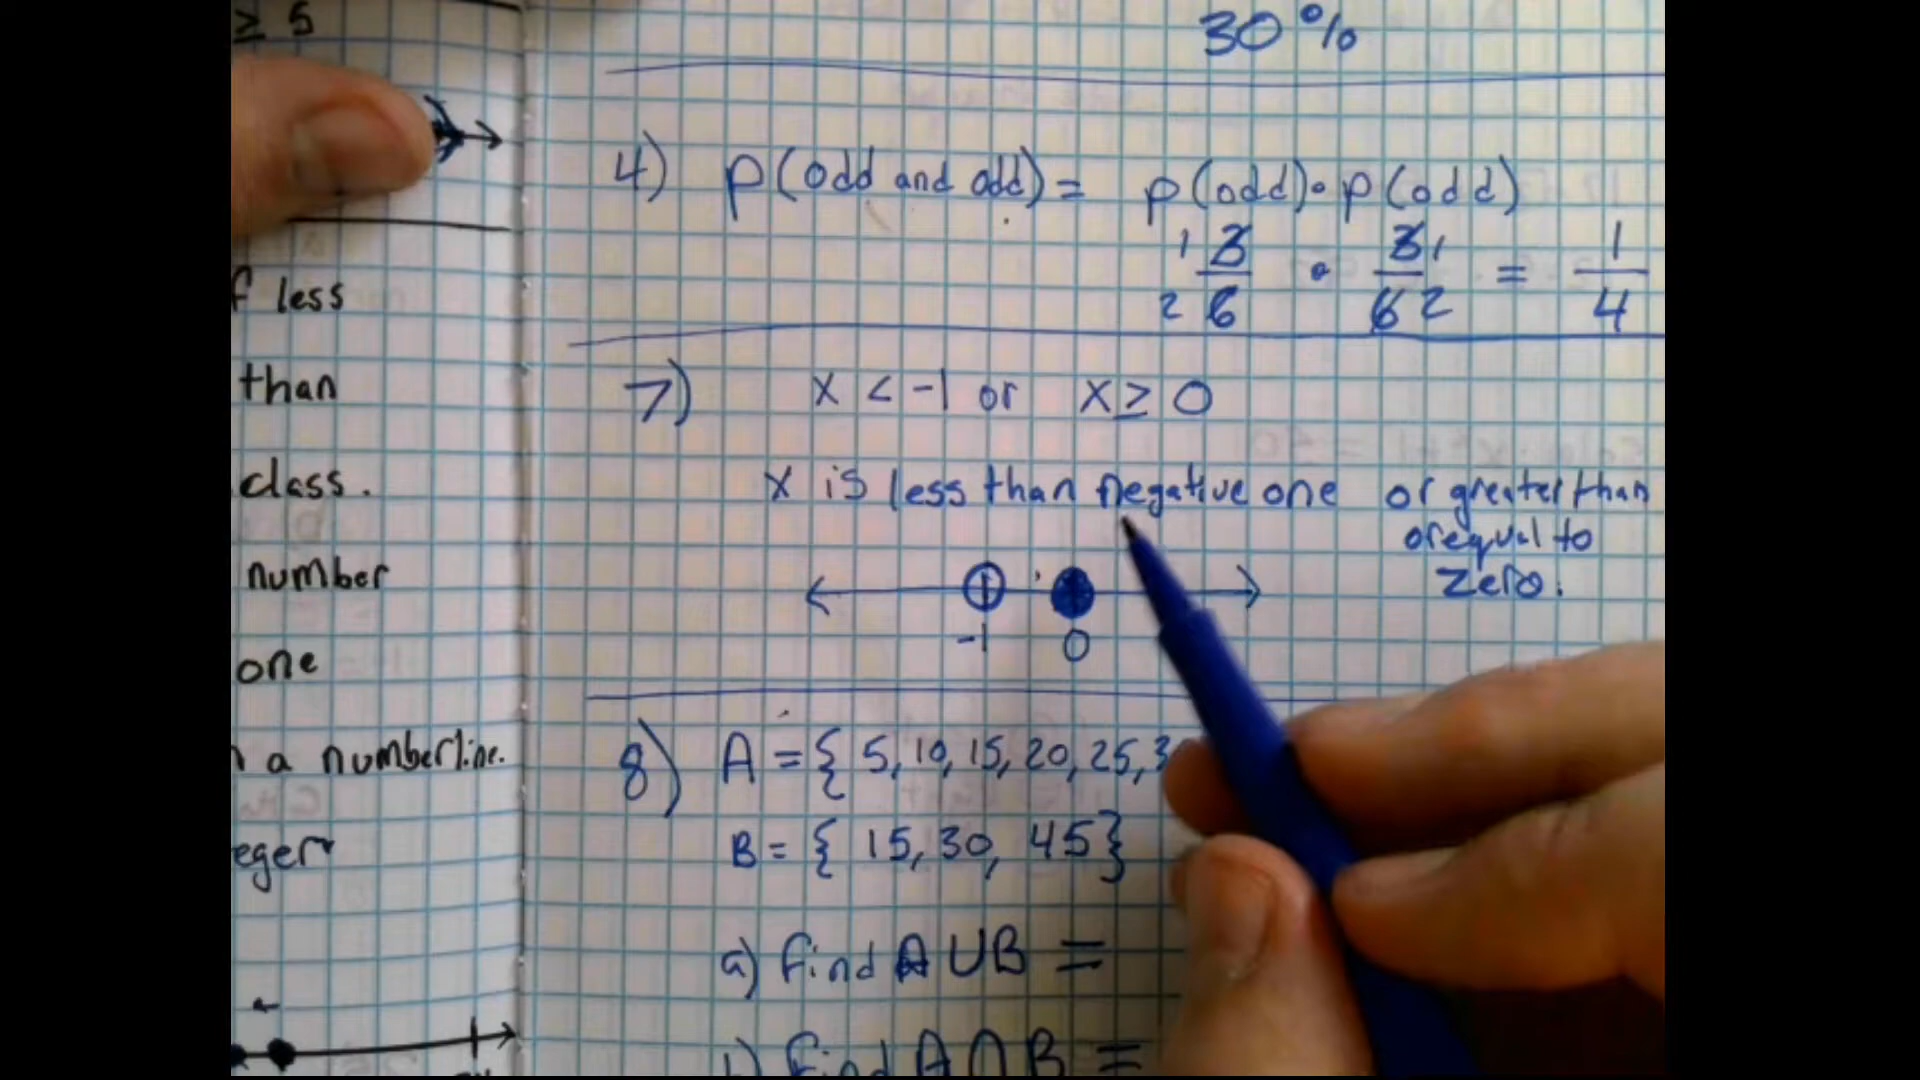 ≥ 5
less
than
class.
number
one
a numberline.
30%
4) P(odd and odd) = P(odd)•P(odd)
1 3/6 2 • 3 1/6 2 = 1/4
7) x < -1 or x ≥ 0
x is less than negative one or greater than
or equal to
zero.
-1 0
8) A = { 5, 10, 15, 20, 25, 3
B = { 15, 30, 45}
a) find A∪B =
find A∩B =